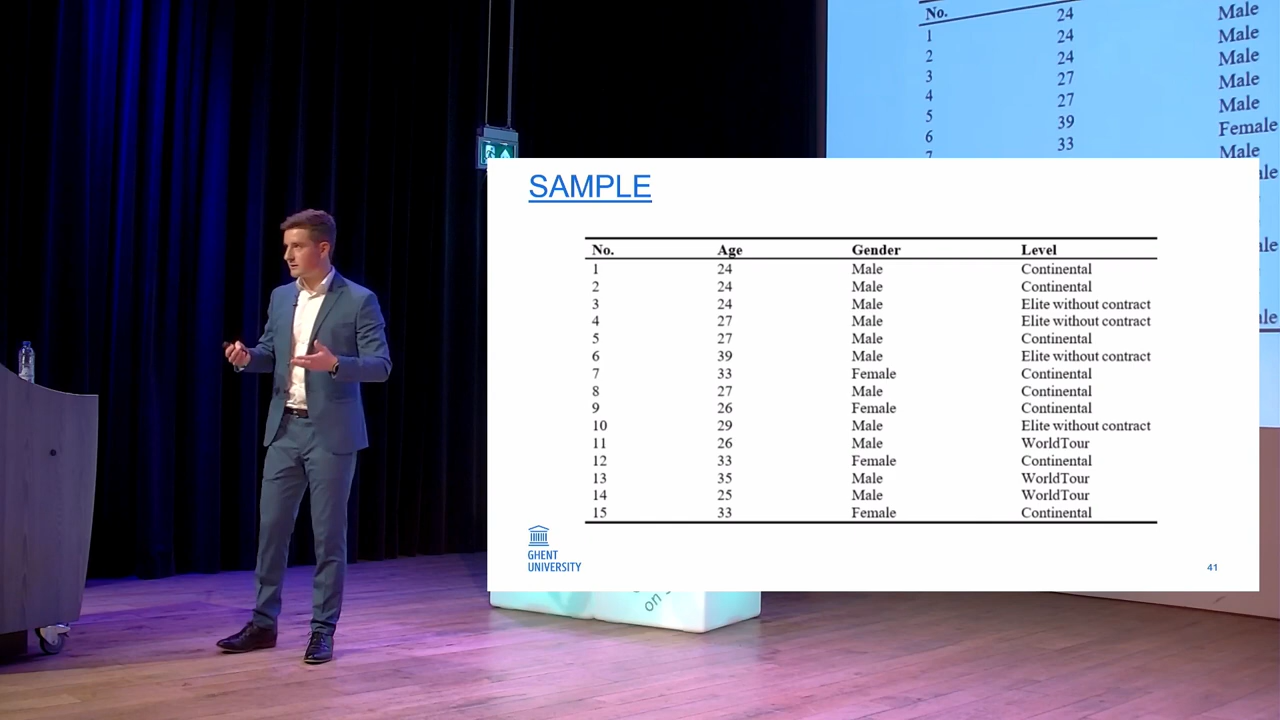 No. 24 Male
1 24 Male
2 24 Male
3 27 Male
4 27 Male
5 39 Female
6 33 Male
7
SAMPLE
No. Age Gender Level
1 24 Male Continental
2 24 Male Continental
3 24 Male Elite without contract
4 27 Male Elite without contract
5 27 Male Continental
6 39 Male Elite without contract
7 33 Female Continental
8 27 Male Continental
9 26 Female Continental
10 29 Male Elite without contract
11 26 Male WorldTour
12 33 Female Continental
13 35 Male WorldTour
14 25 Male WorldTour
15 33 Female Continental
GHENT
UNIVERSITY
41
on